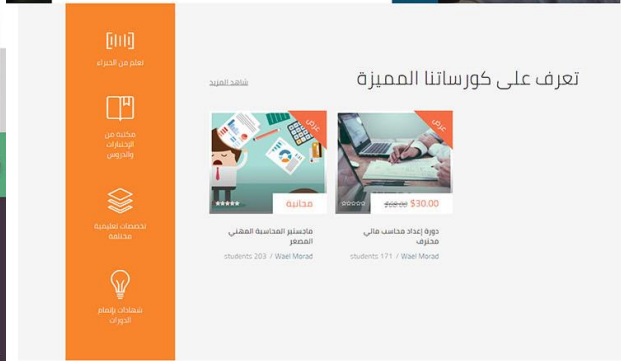 تعرف على كورساتنا المميزة
شاهد المزيد
عرض
$68.00 $30.00
دورة إعداد محاسب مالي
محترف
students 171 / Wael Morad
عرض
مجانية
ماجستير المحاسبة المهني
المصغر
students 203 / Wael Morad
تعلم من الخبراء
مكتبة من
الإختبارات
والدروس
تخصصات تعليمية
مختلفة
شهادات بإتمام
الدورات